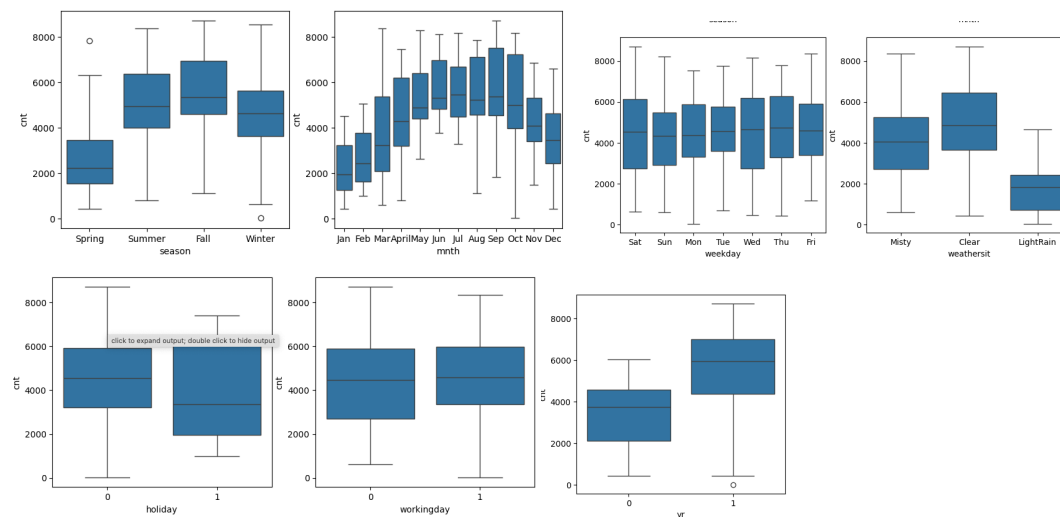 8000
6000
4000
2000
0
cnt
Spring Summer Fall Winter
season
8000
6000
4000
2000
0
cnt
Jan Feb Mar April May Jun Jul Aug Sep Oct Nov Dec
mnth
8000
6000
4000
2000
0
cnt
Sat Sun Mon Tue Wed Thu Fri
weekday
8000
6000
4000
2000
0
cnt
Misty Clear LightRain
weathersit
8000
6000
4000
2000
0
cnt
click to expand output; double click to hide output
0 1
holiday
8000
6000
4000
2000
0
cnt
0 1
workingday
8000
6000
4000
2000
0
cnt
0 1
yr